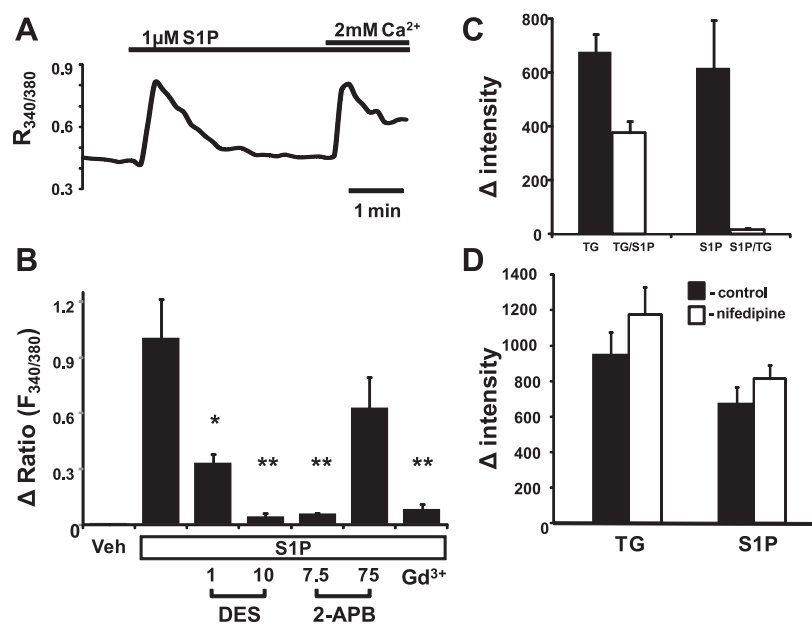 A
1µM S1P
2mM Ca²⁺
R340/380
0.9
0.6
0.3
1 min
B
Δ Ratio (F340/380)
1.2
0.9
0.6
0.3
0
* ** ** **
Veh
S1P
1 10 7.5 75 Gd³⁺
DES 2-APB
C
Δ intensity
800
600
400
200
0
TG TG/S1P S1P S1P/TG
D
Δ intensity
1400
1200
1000
800
600
400
200
0
- control
- nifedipine
TG S1P